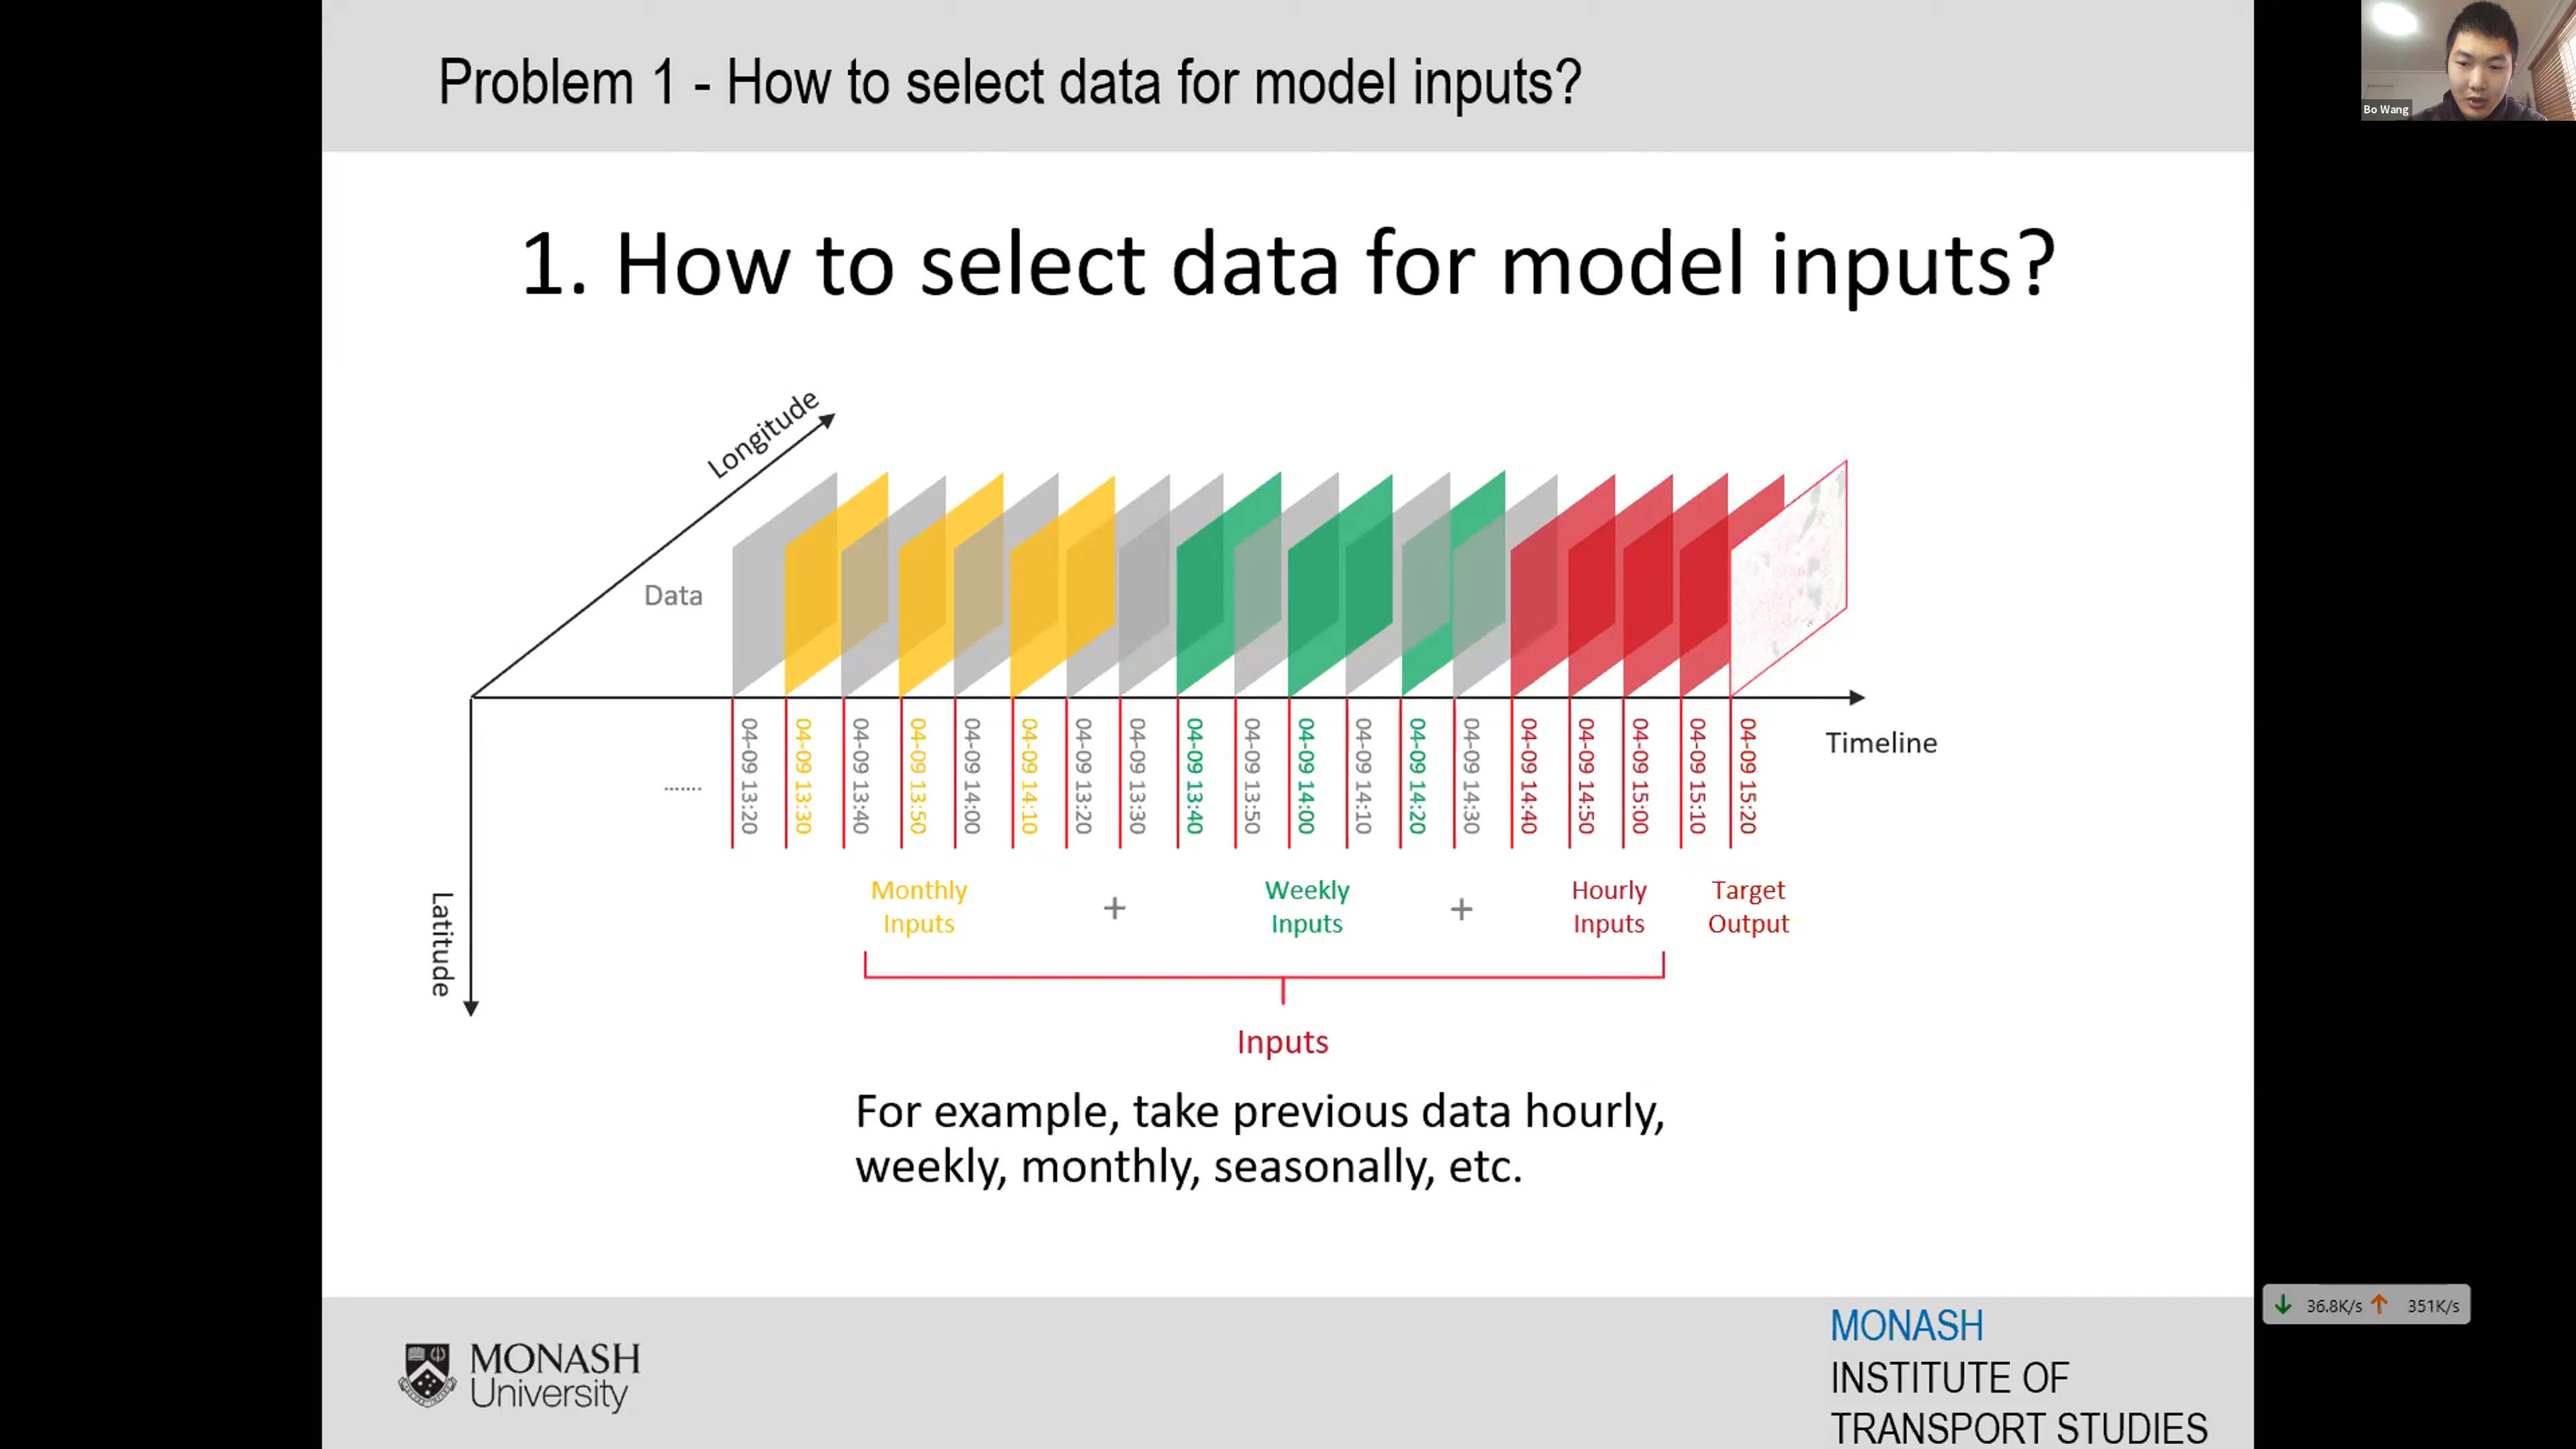 Problem 1 - How to select data for model inputs?
Bo Wang
1. How to select data for model inputs?
Longitude
Data
Timeline
Latitude
.......
04-09 13:20
04-09 13:30
04-09 13:40
04-09 13:50
04-09 14:00
04-09 14:10
04-09 13:20
04-09 13:30
04-09 13:40
04-09 13:50
04-09 14:00
04-09 14:10
04-09 14:20
04-09 14:30
04-09 14:40
04-09 14:50
04-09 15:00
04-09 15:10
04-09 15:20
Monthly
Inputs
+
Weekly
Inputs
+
Hourly
Inputs
Target
Output
Inputs
For example, take previous data hourly,
weekly, monthly, seasonally, etc.
36.8K/s 351K/s
MONASH
University
MONASH
INSTITUTE OF
TRANSPORT STUDIES